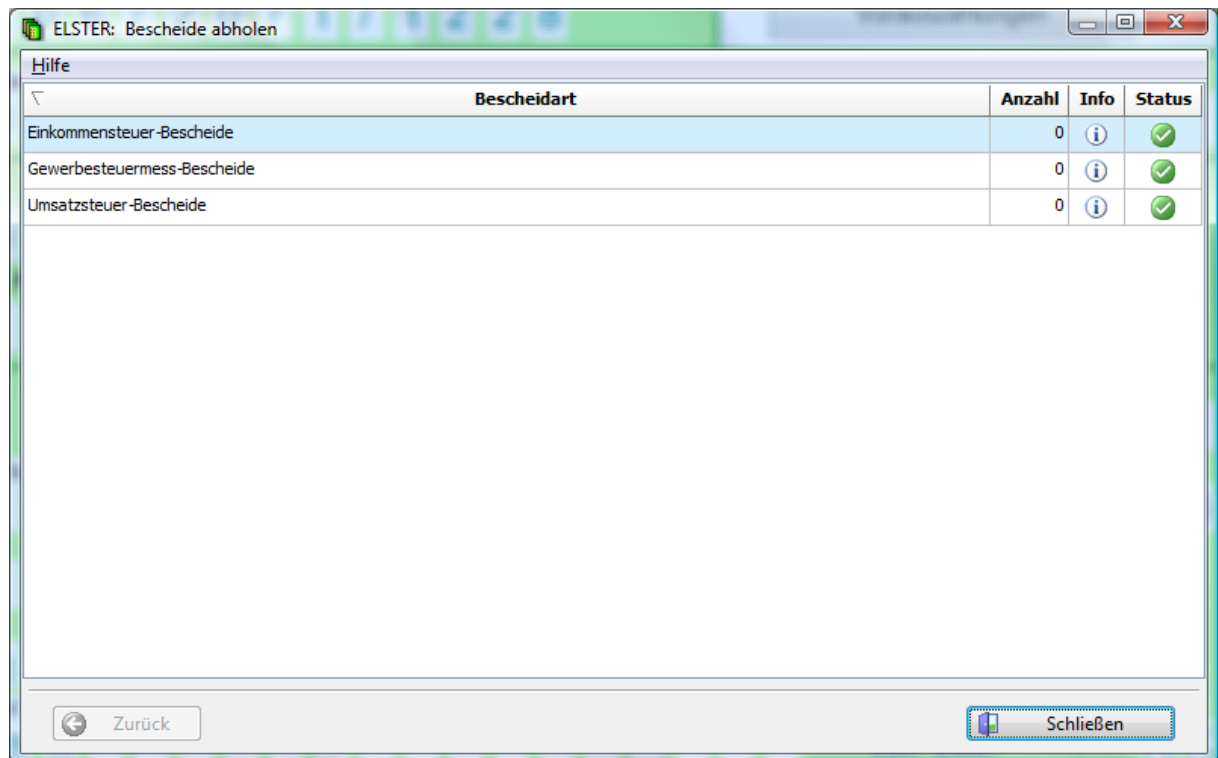 ELSTER: Bescheide abholen
Hilfe
Bescheidart Anzahl Info Status
Einkommensteuer-Bescheide 0
Gewerbesteuermess-Bescheide 0
Umsatzsteuer-Bescheide 0
Zurück Schließen